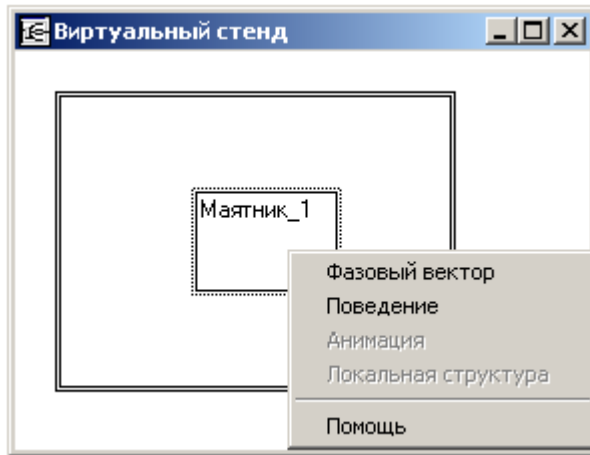 Виртуальный стенд
Маятник_1
Фазовый вектор
Поведение
Анимация
Локальная структура
Помощь